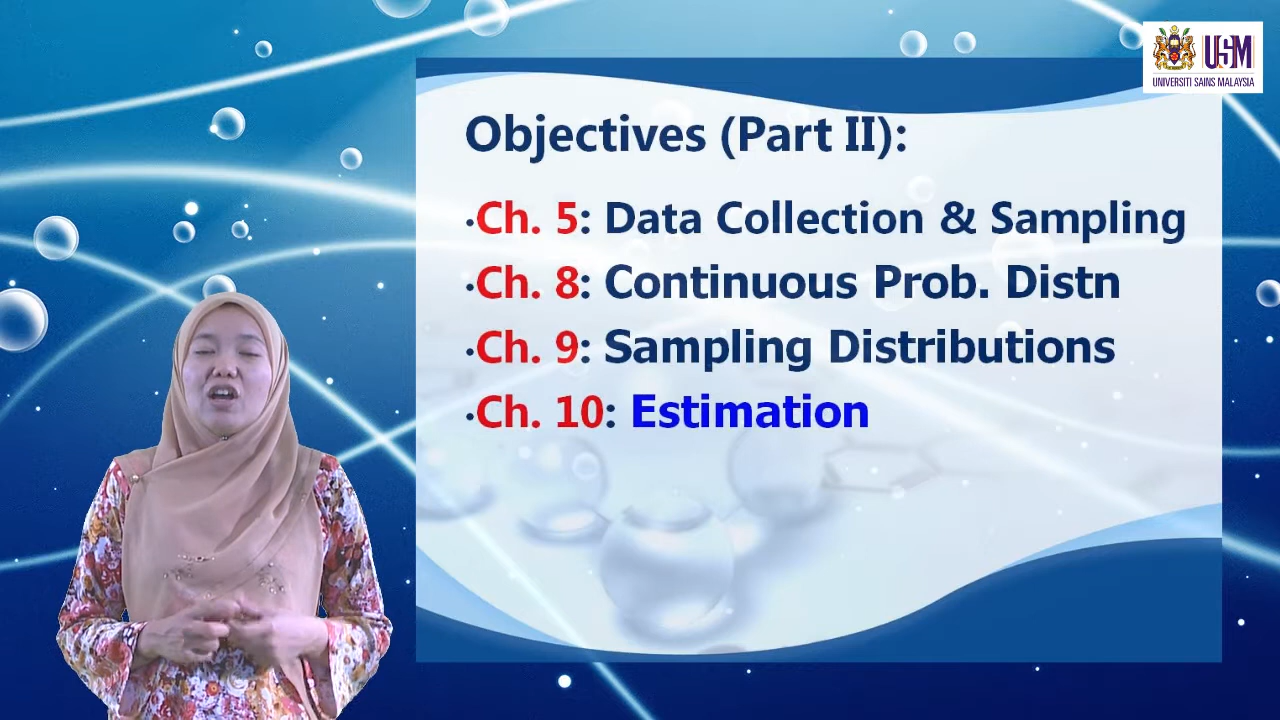 USM
UNIVERSITI SAINS MALAYSIA
Objectives (Part II):
•Ch. 5: Data Collection & Sampling
•Ch. 8: Continuous Prob. Distn
•Ch. 9: Sampling Distributions
•Ch. 10: Estimation